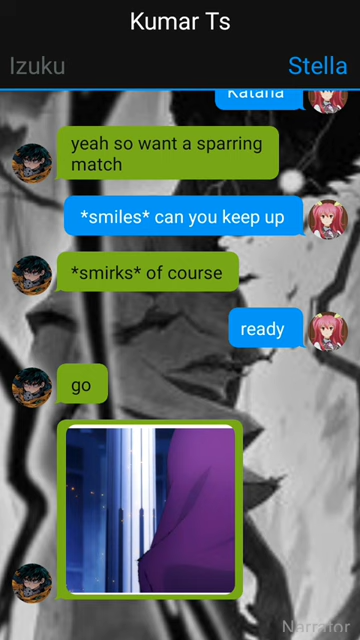 Kumar Ts
Izuku
Stella
Katana
yeah so want a sparring
match
*smiles* can you keep up
*smirks* of course
ready
go
Narrator